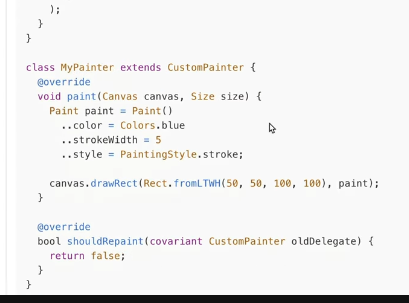 );
  }
}
class MyPainter extends CustomPainter {
  @override
  void paint(Canvas canvas, Size size) {
    Paint paint = Paint()
      ..color = Colors.blue
      ..strokeWidth = 5
      ..style = PaintingStyle.stroke;
    canvas.drawRect(Rect.fromLTWH(50, 50, 100, 100), paint);
  }
  @override
  bool shouldRepaint(covariant CustomPainter oldDelegate) {
    return false;
  }
}